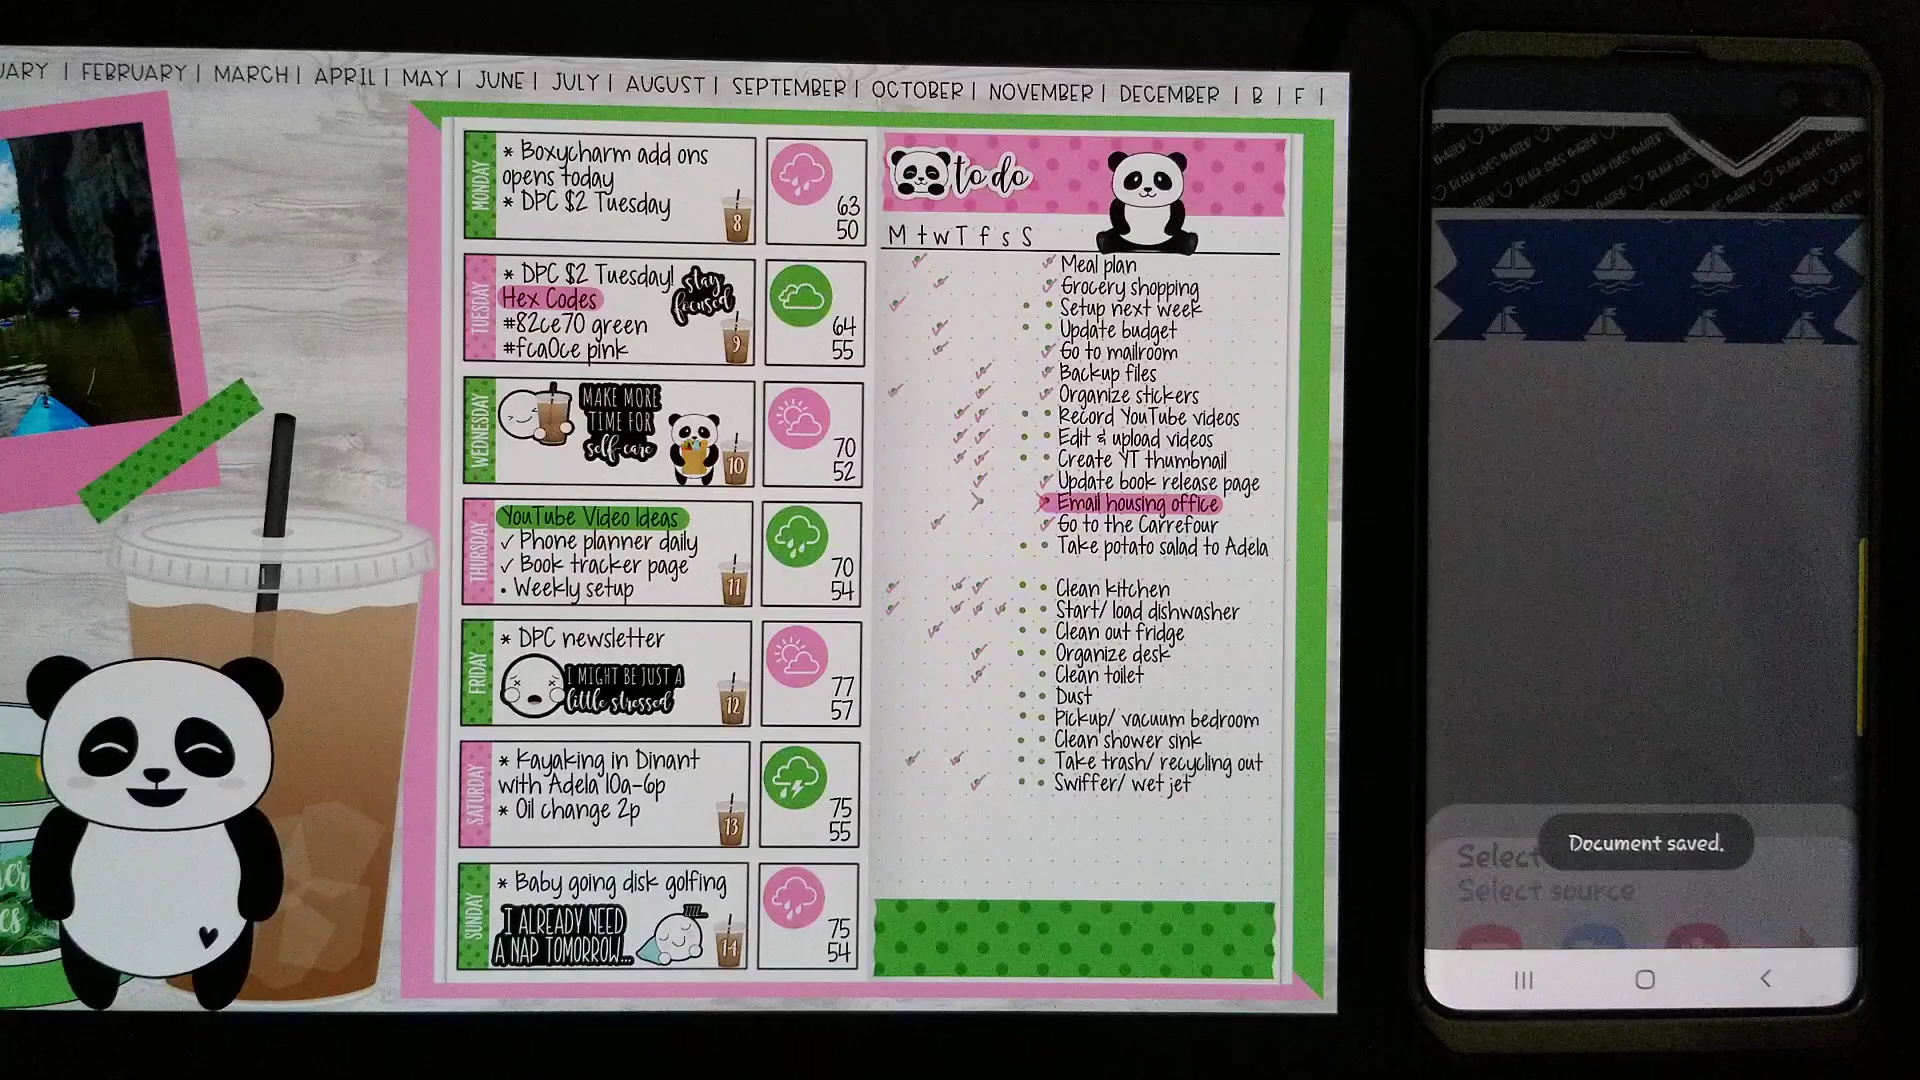 UARY | FEBRUARY | MARCH | APRIL | MAY | JUNE | JULY | AUGUST | SEPTEMBER | OCTOBER | NOVEMBER | DECEMBER | B | F |
MONDAY
* Boxycharm add ons
opens today
* DPC $2 Tuesday
8
63
50
TUESDAY
* DPC $2 Tuesday!
Hex Codes
#82ce70 green
#fca0ce pink
stay
focused
9
64
55
WEDNESDAY
MAKE MORE
TIME FOR
self-care
10
70
52
THURSDAY
YouTube Video Ideas
✓ Phone planner daily
✓ Book tracker page
• Weekly setup
11
70
54
FRIDAY
* DPC newsletter
I MIGHT BE JUST A
little stressed
12
77
57
SATURDAY
* Kayaking in Dinant
with Adela 10a-6p
* Oil change 2p
13
75
55
SUNDAY
* Baby going disk golfing
I ALREADY NEED
A NAP TOMORROW...
14
75
54
to do
M t w T f s S
Meal plan
Grocery shopping
Setup next week
Update budget
Go to mailroom
Backup files
Organize stickers
Record YouTube videos
Edit & upload videos
Create YT thumbnail
Update book release page
Email housing office
Go to the Carrefour
Take potato salad to Adela
Clean kitchen
Start/ load dishwasher
Clean out fridge
Organize desk
Clean toilet
Dust
Pickup/ vacuum bedroom
Clean shower sink
Take trash/ recycling out
Swiffer/ wet jet
BLACK LIVES MATTER
Document saved.
Select
Select source